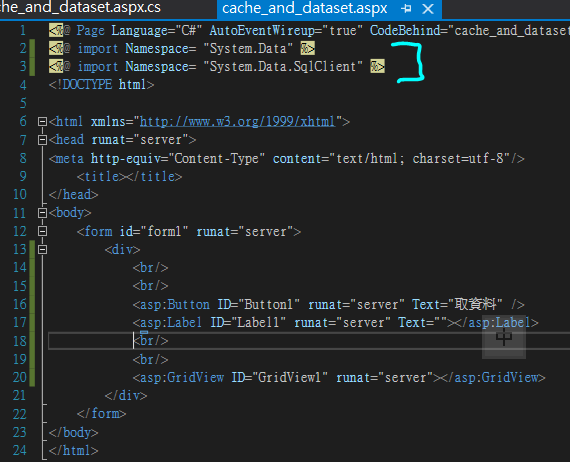 he_and_dataset.aspx.cs cache_and_dataset.aspx
1 <%@ Page Language="C#" AutoEventWireup="true" CodeBehind="cache_and_dataset
2 <%@ import Namespace= "System.Data" %>
3 <%@ import Namespace= "System.Data.SqlClient" %>
4 <!DOCTYPE html>
5
6 <html xmlns="http://www.w3.org/1999/xhtml">
7 <head runat="server">
8 <meta http-equiv="Content-Type" content="text/html; charset=utf-8"/>
9 <title></title>
10 </head>
11 <body>
12 <form id="form1" runat="server">
13 <div>
14 <br/>
15 <br/>
16 <asp:Button ID="Button1" runat="server" Text="取資料" />
17 <asp:Label ID="Label1" runat="server" Text=""></asp:Label>
18 <br/>
19 <br/>
20 <asp:GridView ID="GridView1" runat="server"></asp:GridView>
21 </div>
22 </form>
23 </body>
24 </html>
中